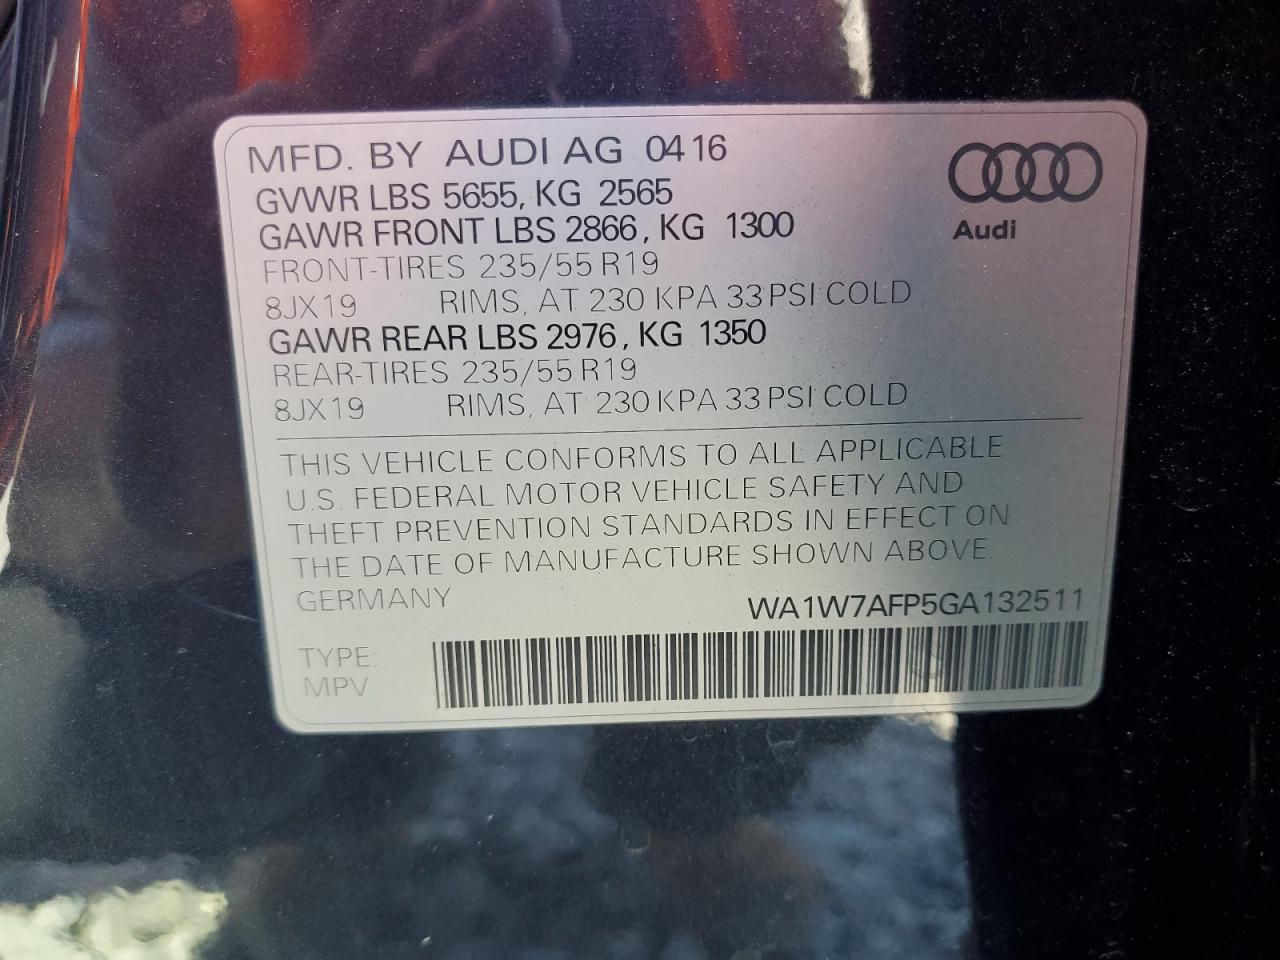 MFD. BY AUDI AG 04 16
GVWR LBS 5655, KG 2565
GAWR FRONT LBS 2866, KG 1300
FRONT-TIRES 235/55 R19
8JX19 RIMS, AT 230 KPA 33 PSI COLD
GAWR REAR LBS 2976, KG 1350
REAR-TIRES 235/55 R19
8JX19 RIMS, AT 230 KPA 33 PSI COLD
Audi
THIS VEHICLE CONFORMS TO ALL APPLICABLE
U.S. FEDERAL MOTOR VEHICLE SAFETY AND
THEFT PREVENTION STANDARDS IN EFFECT ON
THE DATE OF MANUFACTURE SHOWN ABOVE.
GERMANY WA1W7AFP5GA132511
TYPE:
MPV